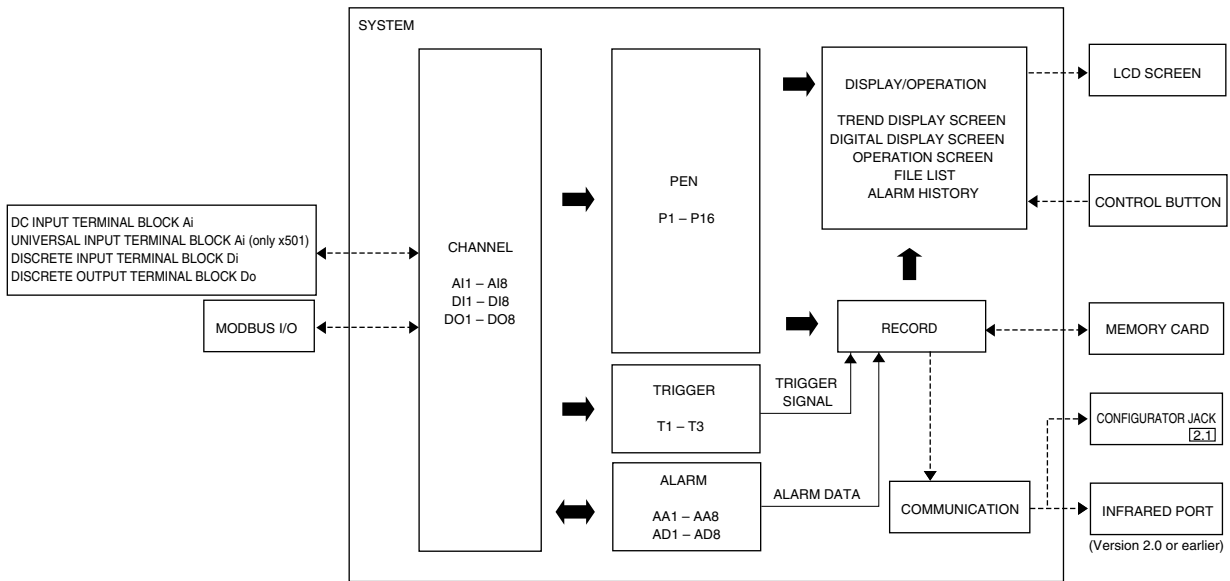 SYSTEM
DC INPUT TERMINAL BLOCK Ai
UNIVERSAL INPUT TERMINAL BLOCK Ai (only x501)
DISCRETE INPUT TERMINAL BLOCK Di
DISCRETE OUTPUT TERMINAL BLOCK Do
MODBUS I/O
CHANNEL
AI1 – AI8
DI1 – DI8
DO1 – DO8
PEN
P1 – P16
TRIGGER
T1 – T3
ALARM
AA1 – AA8
AD1 – AD8
TRIGGER
SIGNAL
ALARM DATA
DISPLAY/OPERATION
TREND DISPLAY SCREEN
DIGITAL DISPLAY SCREEN
OPERATION SCREEN
FILE LIST
ALARM HISTORY
RECORD
COMMUNICATION
LCD SCREEN
CONTROL BUTTON
MEMORY CARD
CONFIGURATOR JACK
2.1
INFRARED PORT
(Version 2.0 or earlier)